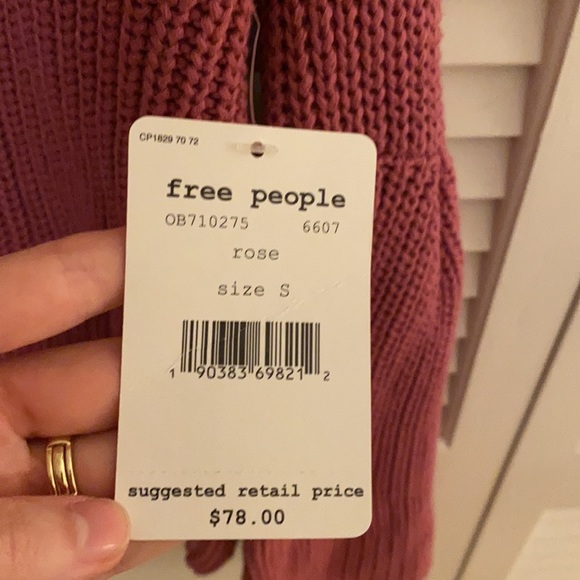 CP1829 70 72
free people
OB710275 6607
rose
size S
1 90383 69821 2
suggested retail price
$78.00